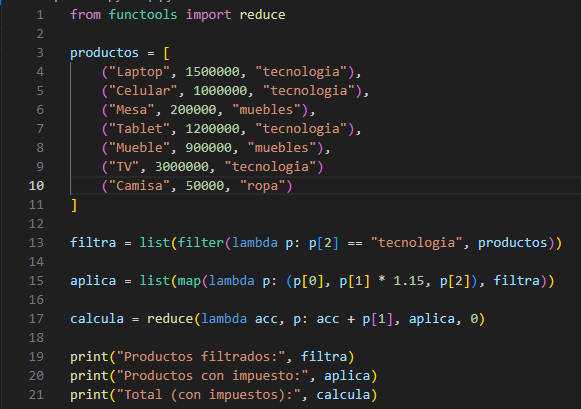 1 from functools import reduce
2
3 productos = [
4     ("Laptop", 1500000, "tecnologia"),
5     ("Celular", 1000000, "tecnologia"),
6     ("Mesa", 200000, "muebles"),
7     ("Tablet", 1200000, "tecnologia"),
8     ("Mueble", 900000, "muebles"),
9     ("TV", 3000000, "tecnologia")
10     ("Camisa", 50000, "ropa")
11 ]
12
13 filtra = list(filter(lambda p: p[2] == "tecnologia", productos))
14
15 aplica = list(map(lambda p: (p[0], p[1] * 1.15, p[2]), filtra))
16
17 calcula = reduce(lambda acc, p: acc + p[1], aplica, 0)
18
19 print("Productos filtrados:", filtra)
20 print("Productos con impuesto:", aplica)
21 print("Total (con impuestos):", calcula)